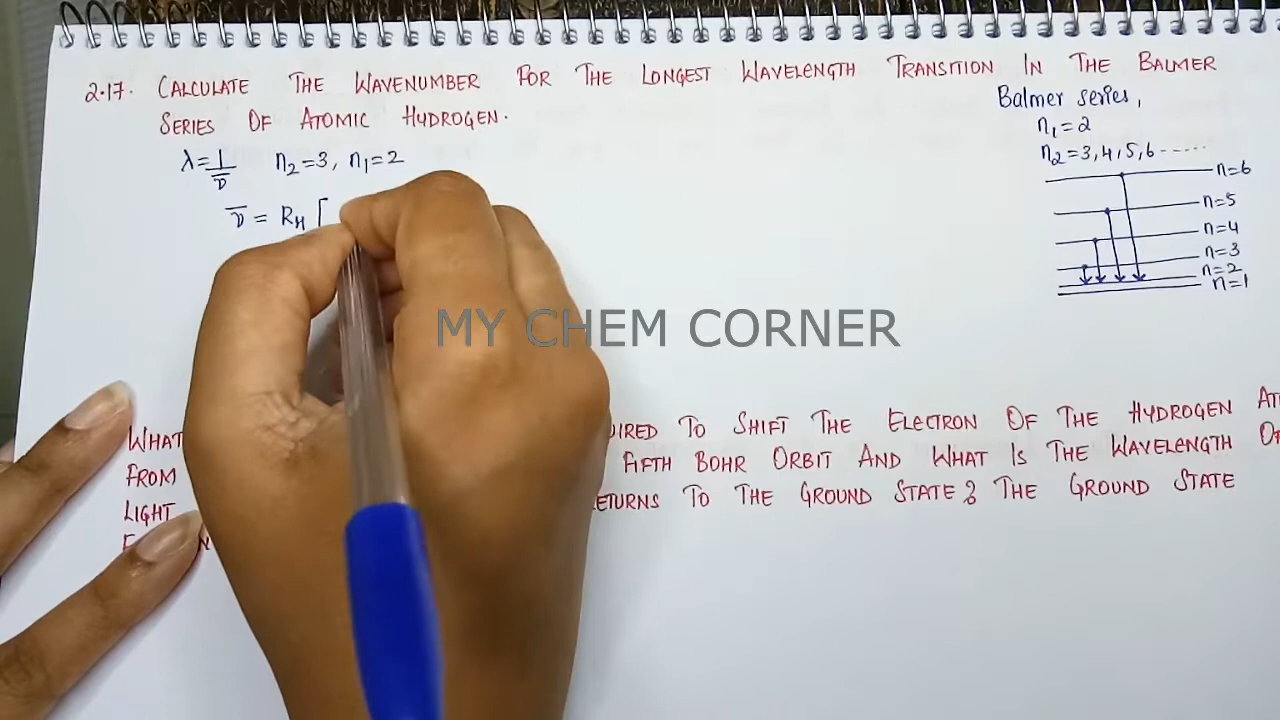 2.17. CALCULATE THE WAVENUMBER FOR THE LONGEST WAVELENGTH TRANSITION IN THE BALMER
SERIES OF ATOMIC HYDROGEN.
Balmer series,
n₁=2
n₂=3,4,5,6------
λ=1/ν̅ n₂=3, n₁=2
ν̅ = R_H [
n=6
n=5
n=4
n=3
n=2
n=1
MY CHEM CORNER
WHAT TO SHIFT THE ELECTRON OF THE HYDROGEN
FROM FIFTH BOHR ORBIT AND WHAT IS THE WAVELENGTH
LIGHT TO THE GROUND STATE? THE GROUND STATE